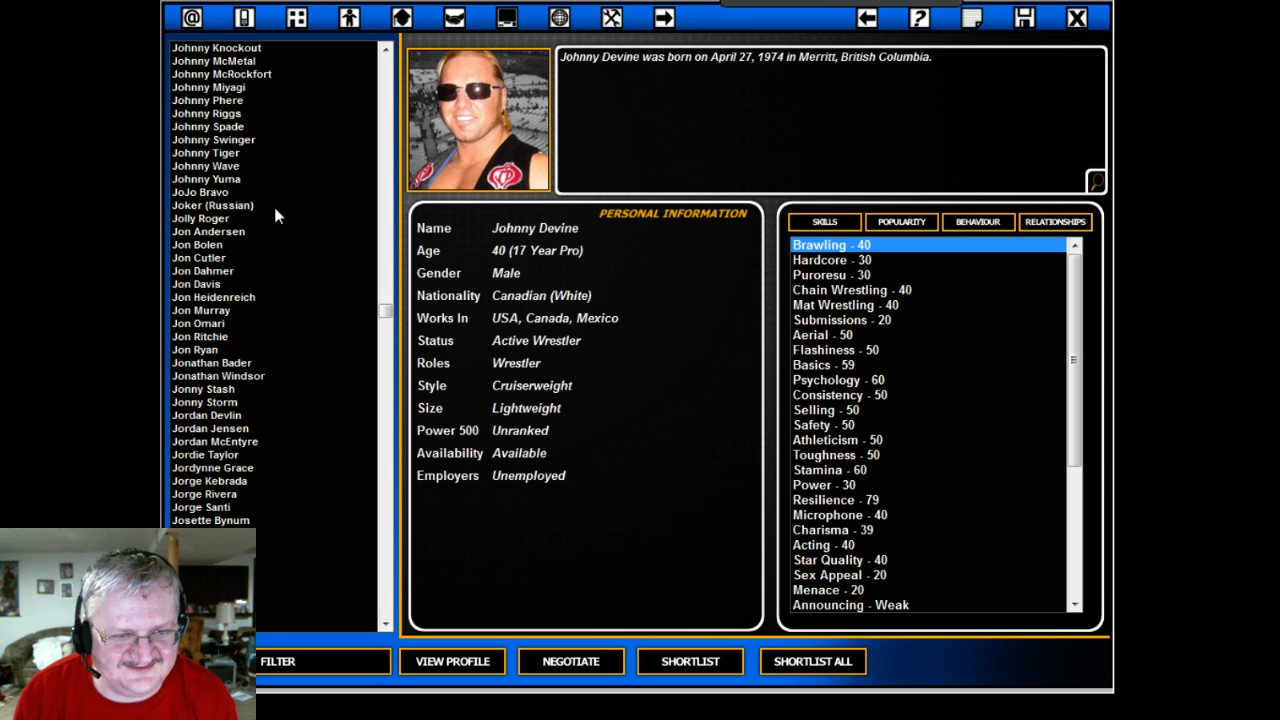 @
?
X
Johnny Knockout
Johnny McMetal
Johnny McRockfort
Johnny Miyagi
Johnny Phere
Johnny Riggs
Johnny Spade
Johnny Swinger
Johnny Tiger
Johnny Wave
Johnny Yuma
JoJo Bravo
Joker (Russian)
Jolly Roger
Jon Andersen
Jon Bolen
Jon Cutler
Jon Dahmer
Jon Davis
Jon Heidenreich
Jon Murray
Jon Omari
Jon Ritchie
Jon Ryan
Jonathan Bader
Jonathan Windsor
Jonny Stash
Jonny Storm
Jordan Devlin
Jordan Jensen
Jordan McEntyre
Jordie Taylor
Jordynne Grace
Jorge Kebrada
Jorge Rivera
Jorge Santi
Josette Bynum
Johnny Devine was born on April 27, 1974 in Merritt, British Columbia.
PERSONAL INFORMATION
Name Johnny Devine
Age 40 (17 Year Pro)
Gender Male
Nationality Canadian (White)
Works In USA, Canada, Mexico
Status Active Wrestler
Roles Wrestler
Style Cruiserweight
Size Lightweight
Power 500 Unranked
Availability Available
Employers Unemployed
SKILLS POPULARITY BEHAVIOUR RELATIONSHIPS
Brawling - 40
Hardcore - 30
Puroresu - 30
Chain Wrestling - 40
Mat Wrestling - 40
Submissions - 20
Aerial - 50
Flashiness - 50
Basics - 59
Psychology - 60
Consistency - 50
Selling - 50
Safety - 50
Athleticism - 50
Toughness - 50
Stamina - 60
Power - 30
Resilience - 79
Microphone - 40
Charisma - 39
Acting - 40
Star Quality - 40
Sex Appeal - 20
Menace - 20
Announcing - Weak
FILTER VIEW PROFILE NEGOTIATE SHORTLIST SHORTLIST ALL